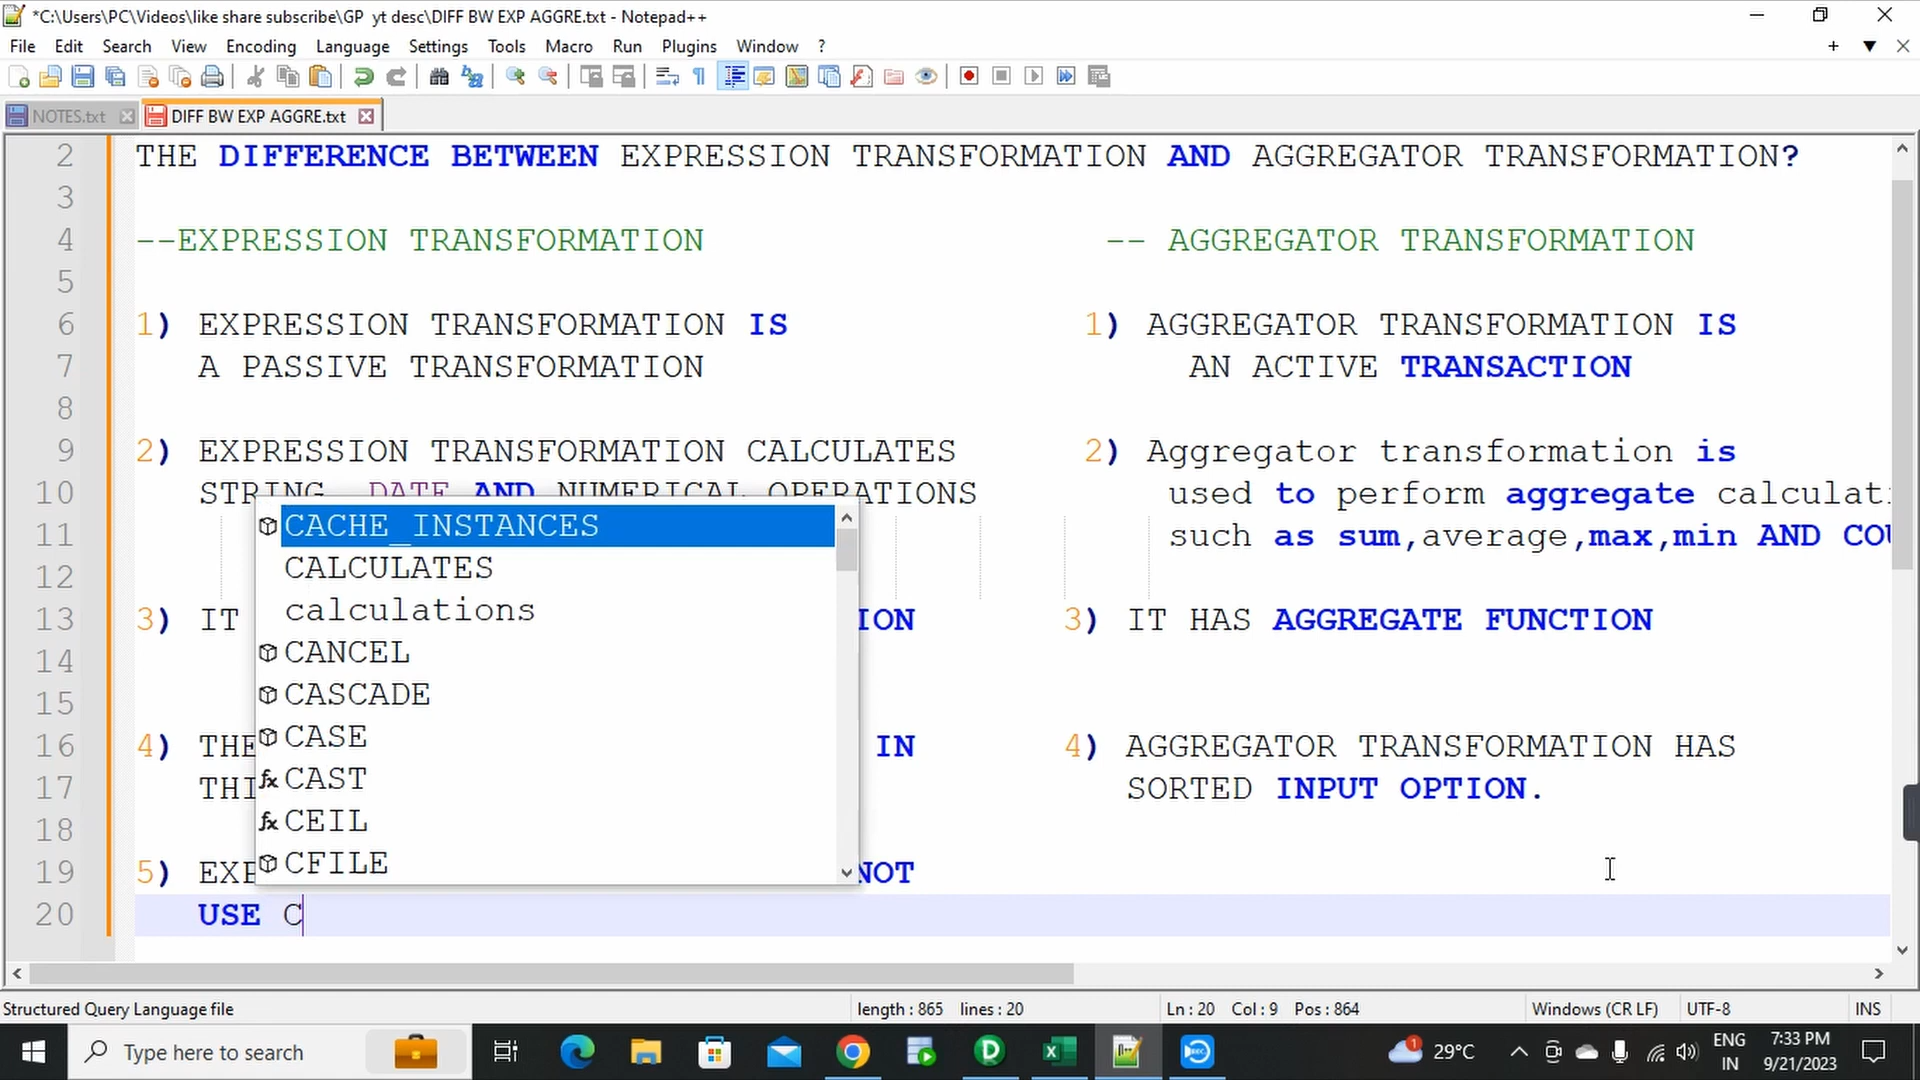 *C:\Users\PC\Videos\like share subscribe\GP yt desc\DIFF BW EXP AGGRE.txt - Notepad++
File Edit Search View Encoding Language Settings Tools Macro Run Plugins Window ?
NOTES.txt DIFF BW EXP AGGRE.txt
2 THE DIFFERENCE BETWEEN EXPRESSION TRANSFORMATION AND AGGREGATOR TRANSFORMATION?
3
4 --EXPRESSION TRANSFORMATION -- AGGREGATOR TRANSFORMATION
5
6 1) EXPRESSION TRANSFORMATION IS 1) AGGREGATOR TRANSFORMATION IS
7 A PASSIVE TRANSFORMATION AN ACTIVE TRANSACTION
8
9 2) EXPRESSION TRANSFORMATION CALCULATES 2) Aggregator transformation is
10 STRING DATE AND NUMERICAL OPERATIONS used to perform aggregate calculati
11 such as sum,average,max,min AND COU
12
13 3) IT ION 3) IT HAS AGGREGATE FUNCTION
14
15
16 4) THE IN 4) AGGREGATOR TRANSFORMATION HAS
17 THI SORTED INPUT OPTION.
18
19 5) EXP NOT
20 USE C
CACHE_INSTANCES
CALCULATES
calculations
CANCEL
CASCADE
CASE
fx CAST
fx CEIL
CFILE
Structured Query Language file length : 865 lines : 20 Ln : 20 Col : 9 Pos : 864 Windows (CR LF) UTF-8 INS
Type here to search 1 29°C ENG IN 7:33 PM 9/21/2023